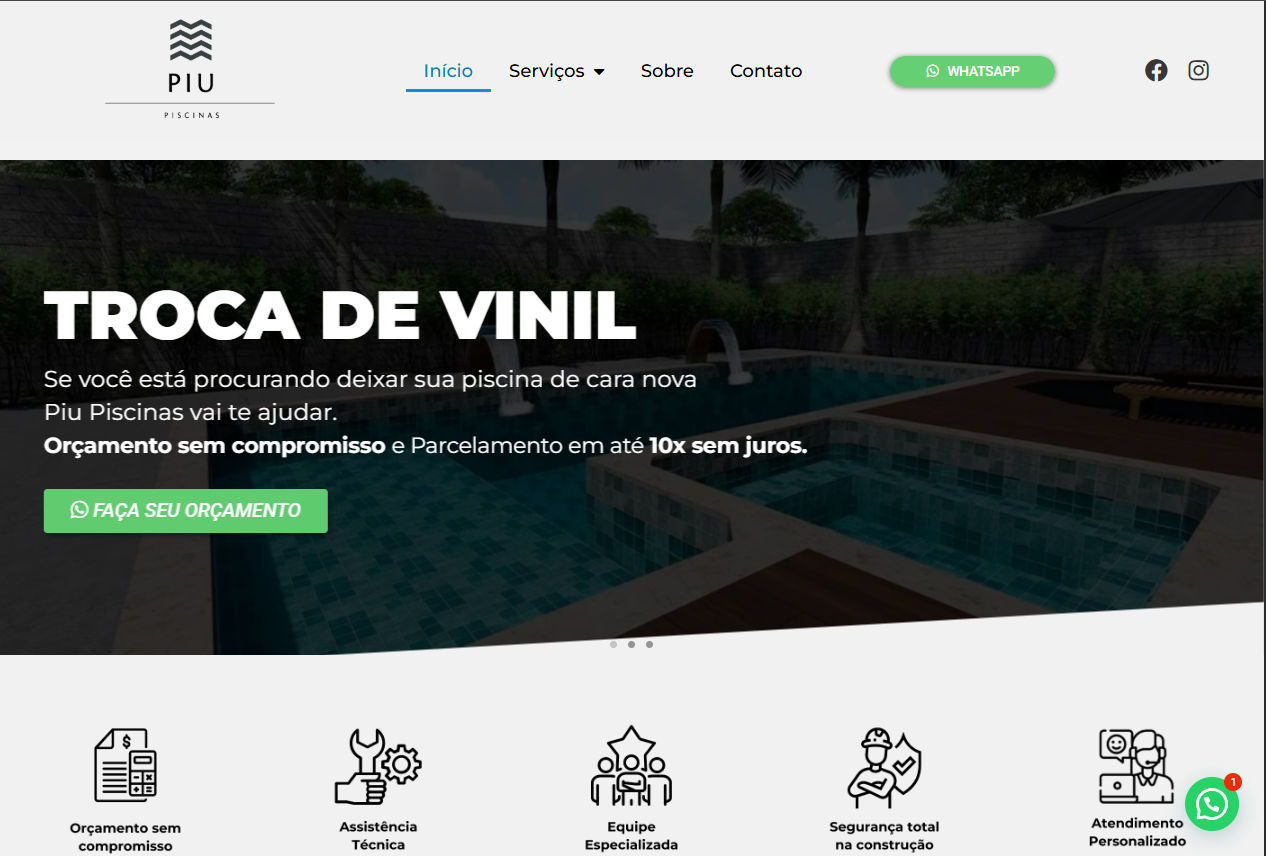 PIU
PISCINAS
Início
Serviços
Sobre
Contato
WHATSAPP
TROCA DE VINIL
Se você está procurando deixar sua piscina de cara nova
Piu Piscinas vai te ajudar.
Orçamento sem compromisso e Parcelamento em até 10x sem juros.
FAÇA SEU ORÇAMENTO
Orçamento sem
compromisso
Assistência
Técnica
Equipe
Especializada
Segurança total
na construção
Atendimento
Personalizado
1